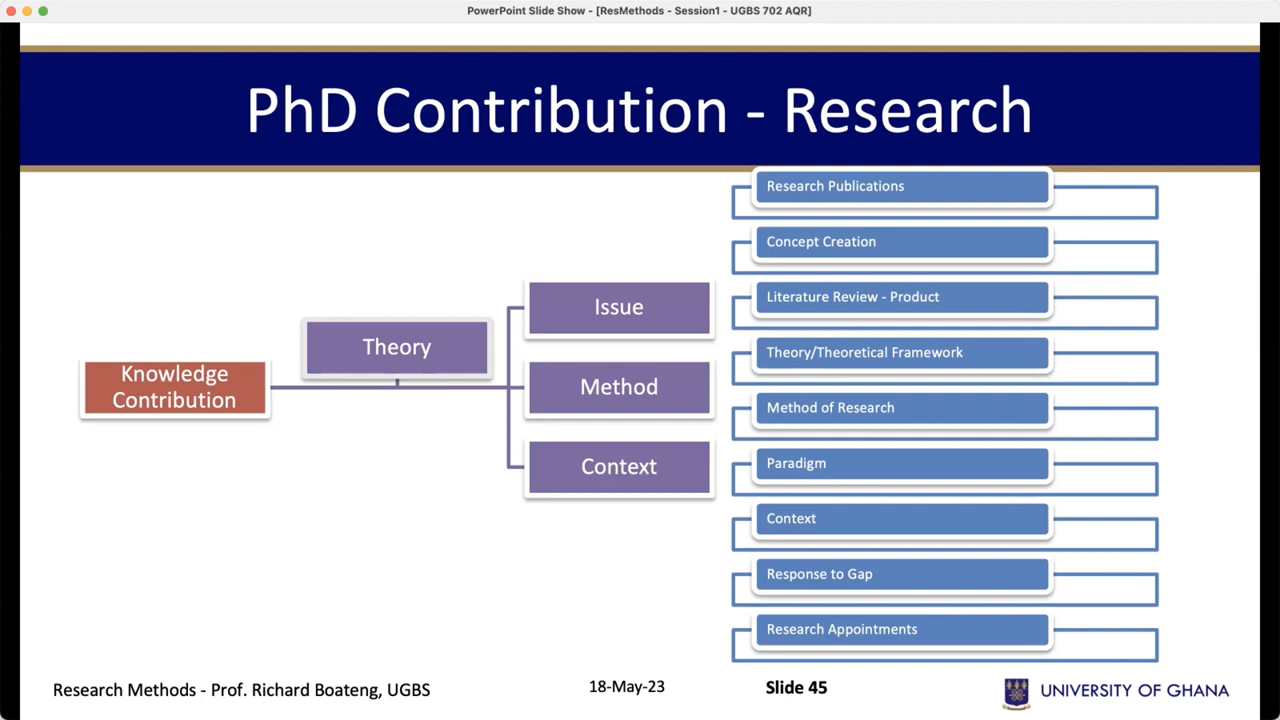 PowerPoint Slide Show - [ResMethods - Session1 - UGBS 702 AQR]
PhD Contribution - Research
Knowledge
Contribution
Theory
Issue
Method
Context
Research Publications
Concept Creation
Literature Review - Product
Theory/Theoretical Framework
Method of Research
Paradigm
Context
Response to Gap
Research Appointments
Research Methods - Prof. Richard Boateng, UGBS
18-May-23
Slide 45
UNIVERSITY OF GHANA